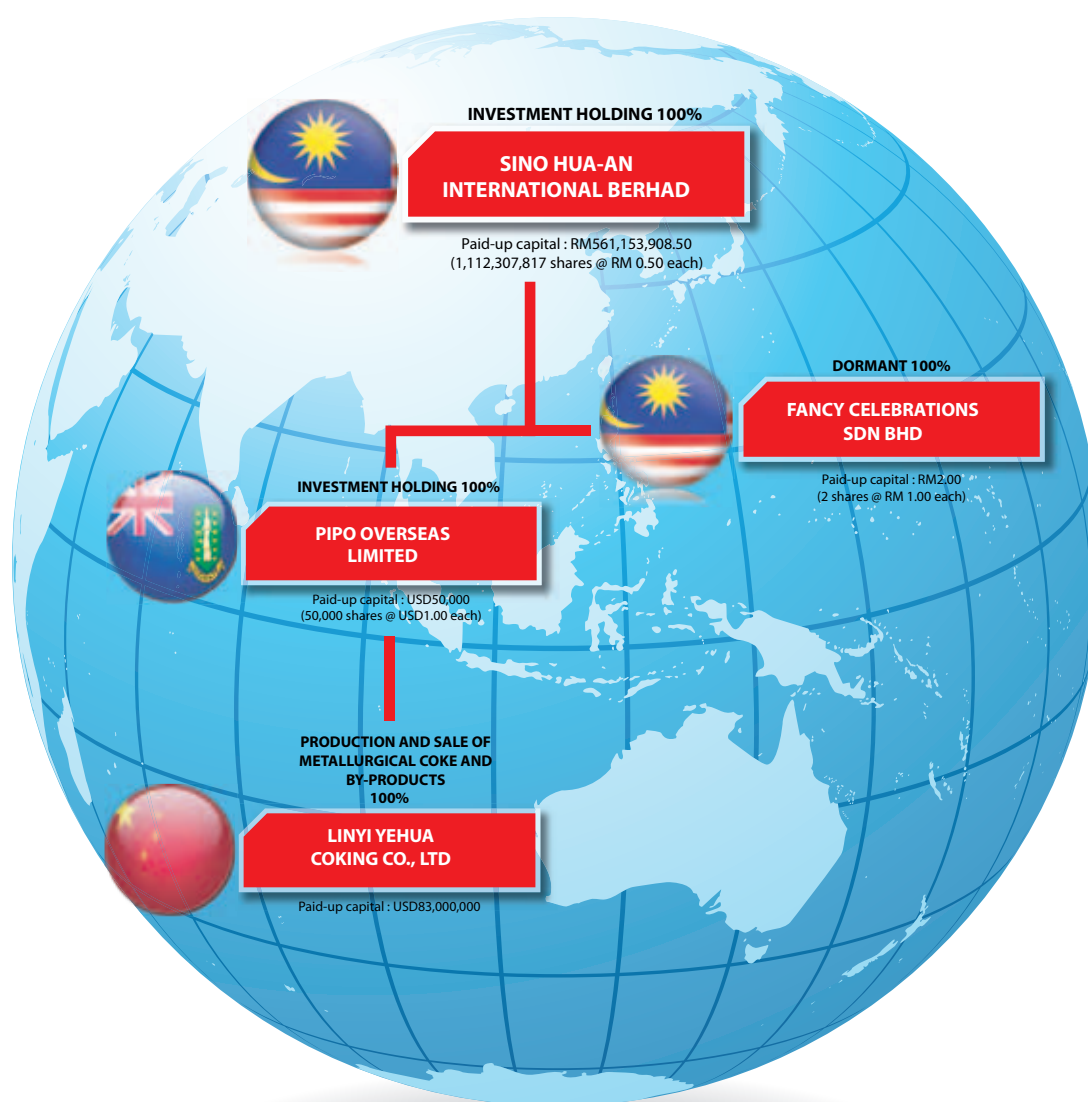 INVESTMENT HOLDING 100%
SINO HUA-AN
INTERNATIONAL BERHAD
Paid-up capital : RM561,153,908.50
(1,112,307,817 shares @ RM 0.50 each)
DORMANT 100%
FANCY CELEBRATIONS
SDN BHD
Paid-up capital : RM2.00
(2 shares @ RM 1.00 each)
INVESTMENT HOLDING 100%
PIPO OVERSEAS
LIMITED
Paid-up capital : USD50,000
(50,000 shares @ USD1.00 each)
PRODUCTION AND SALE OF
METALLURGICAL COKE AND
BY-PRODUCTS
100%
LINYI YEHUA
COKING CO., LTD
Paid-up capital : USD83,000,000